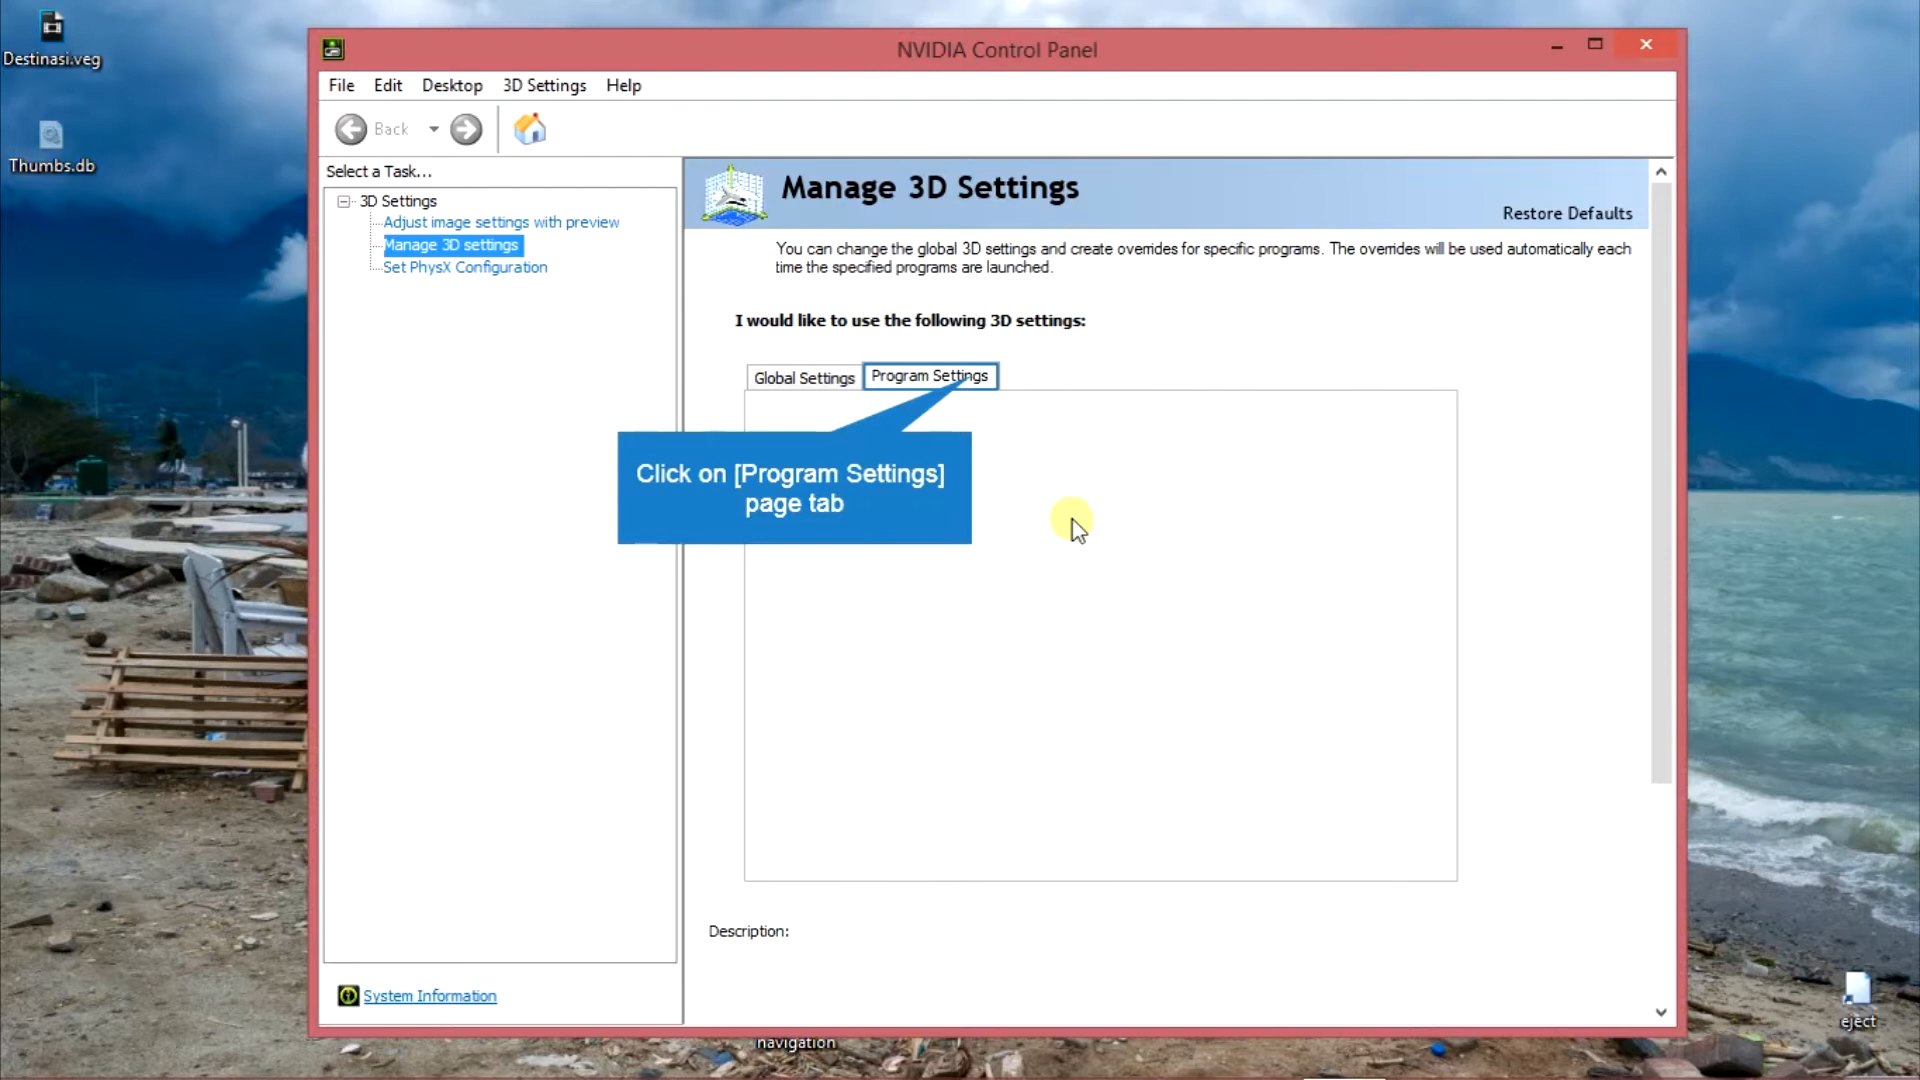 Destinasi.veg
Thumbs.db
NVIDIA Control Panel
File Edit Desktop 3D Settings Help
Back
Select a Task...
3D Settings
Adjust image settings with preview
Manage 3D settings
Set PhysX Configuration
System Information
Manage 3D Settings
Restore Defaults
You can change the global 3D settings and create overrides for specific programs. The overrides will be used automatically each
time the specified programs are launched.
I would like to use the following 3D settings:
Global Settings Program Settings
Click on [Program Settings]
page tab
Description:
navigation
eject